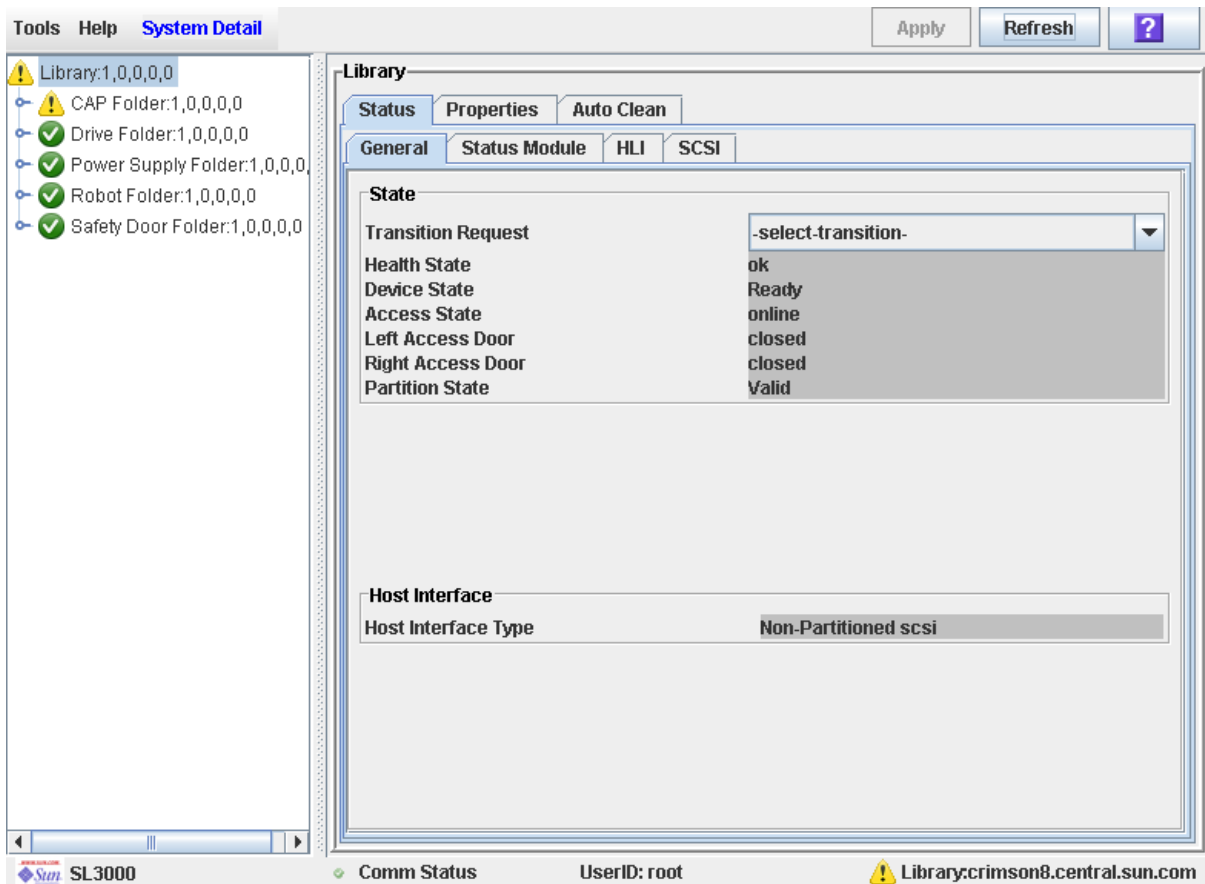 Tools Help System Detail Apply Refresh ?
Library:1,0,0,0,0
CAP Folder:1,0,0,0,0
Drive Folder:1,0,0,0,0
Power Supply Folder:1,0,0,0,
Robot Folder:1,0,0,0,0
Safety Door Folder:1,0,0,0,0
Library
Status Properties Auto Clean
General Status Module HLI SCSI
State
Transition Request -select-transition-
Health State ok
Device State Ready
Access State online
Left Access Door closed
Right Access Door closed
Partition State Valid
Host Interface
Host Interface Type Non-Partitioned scsi
Sun SL3000 Comm Status UserID: root Library:crimson8.central.sun.com